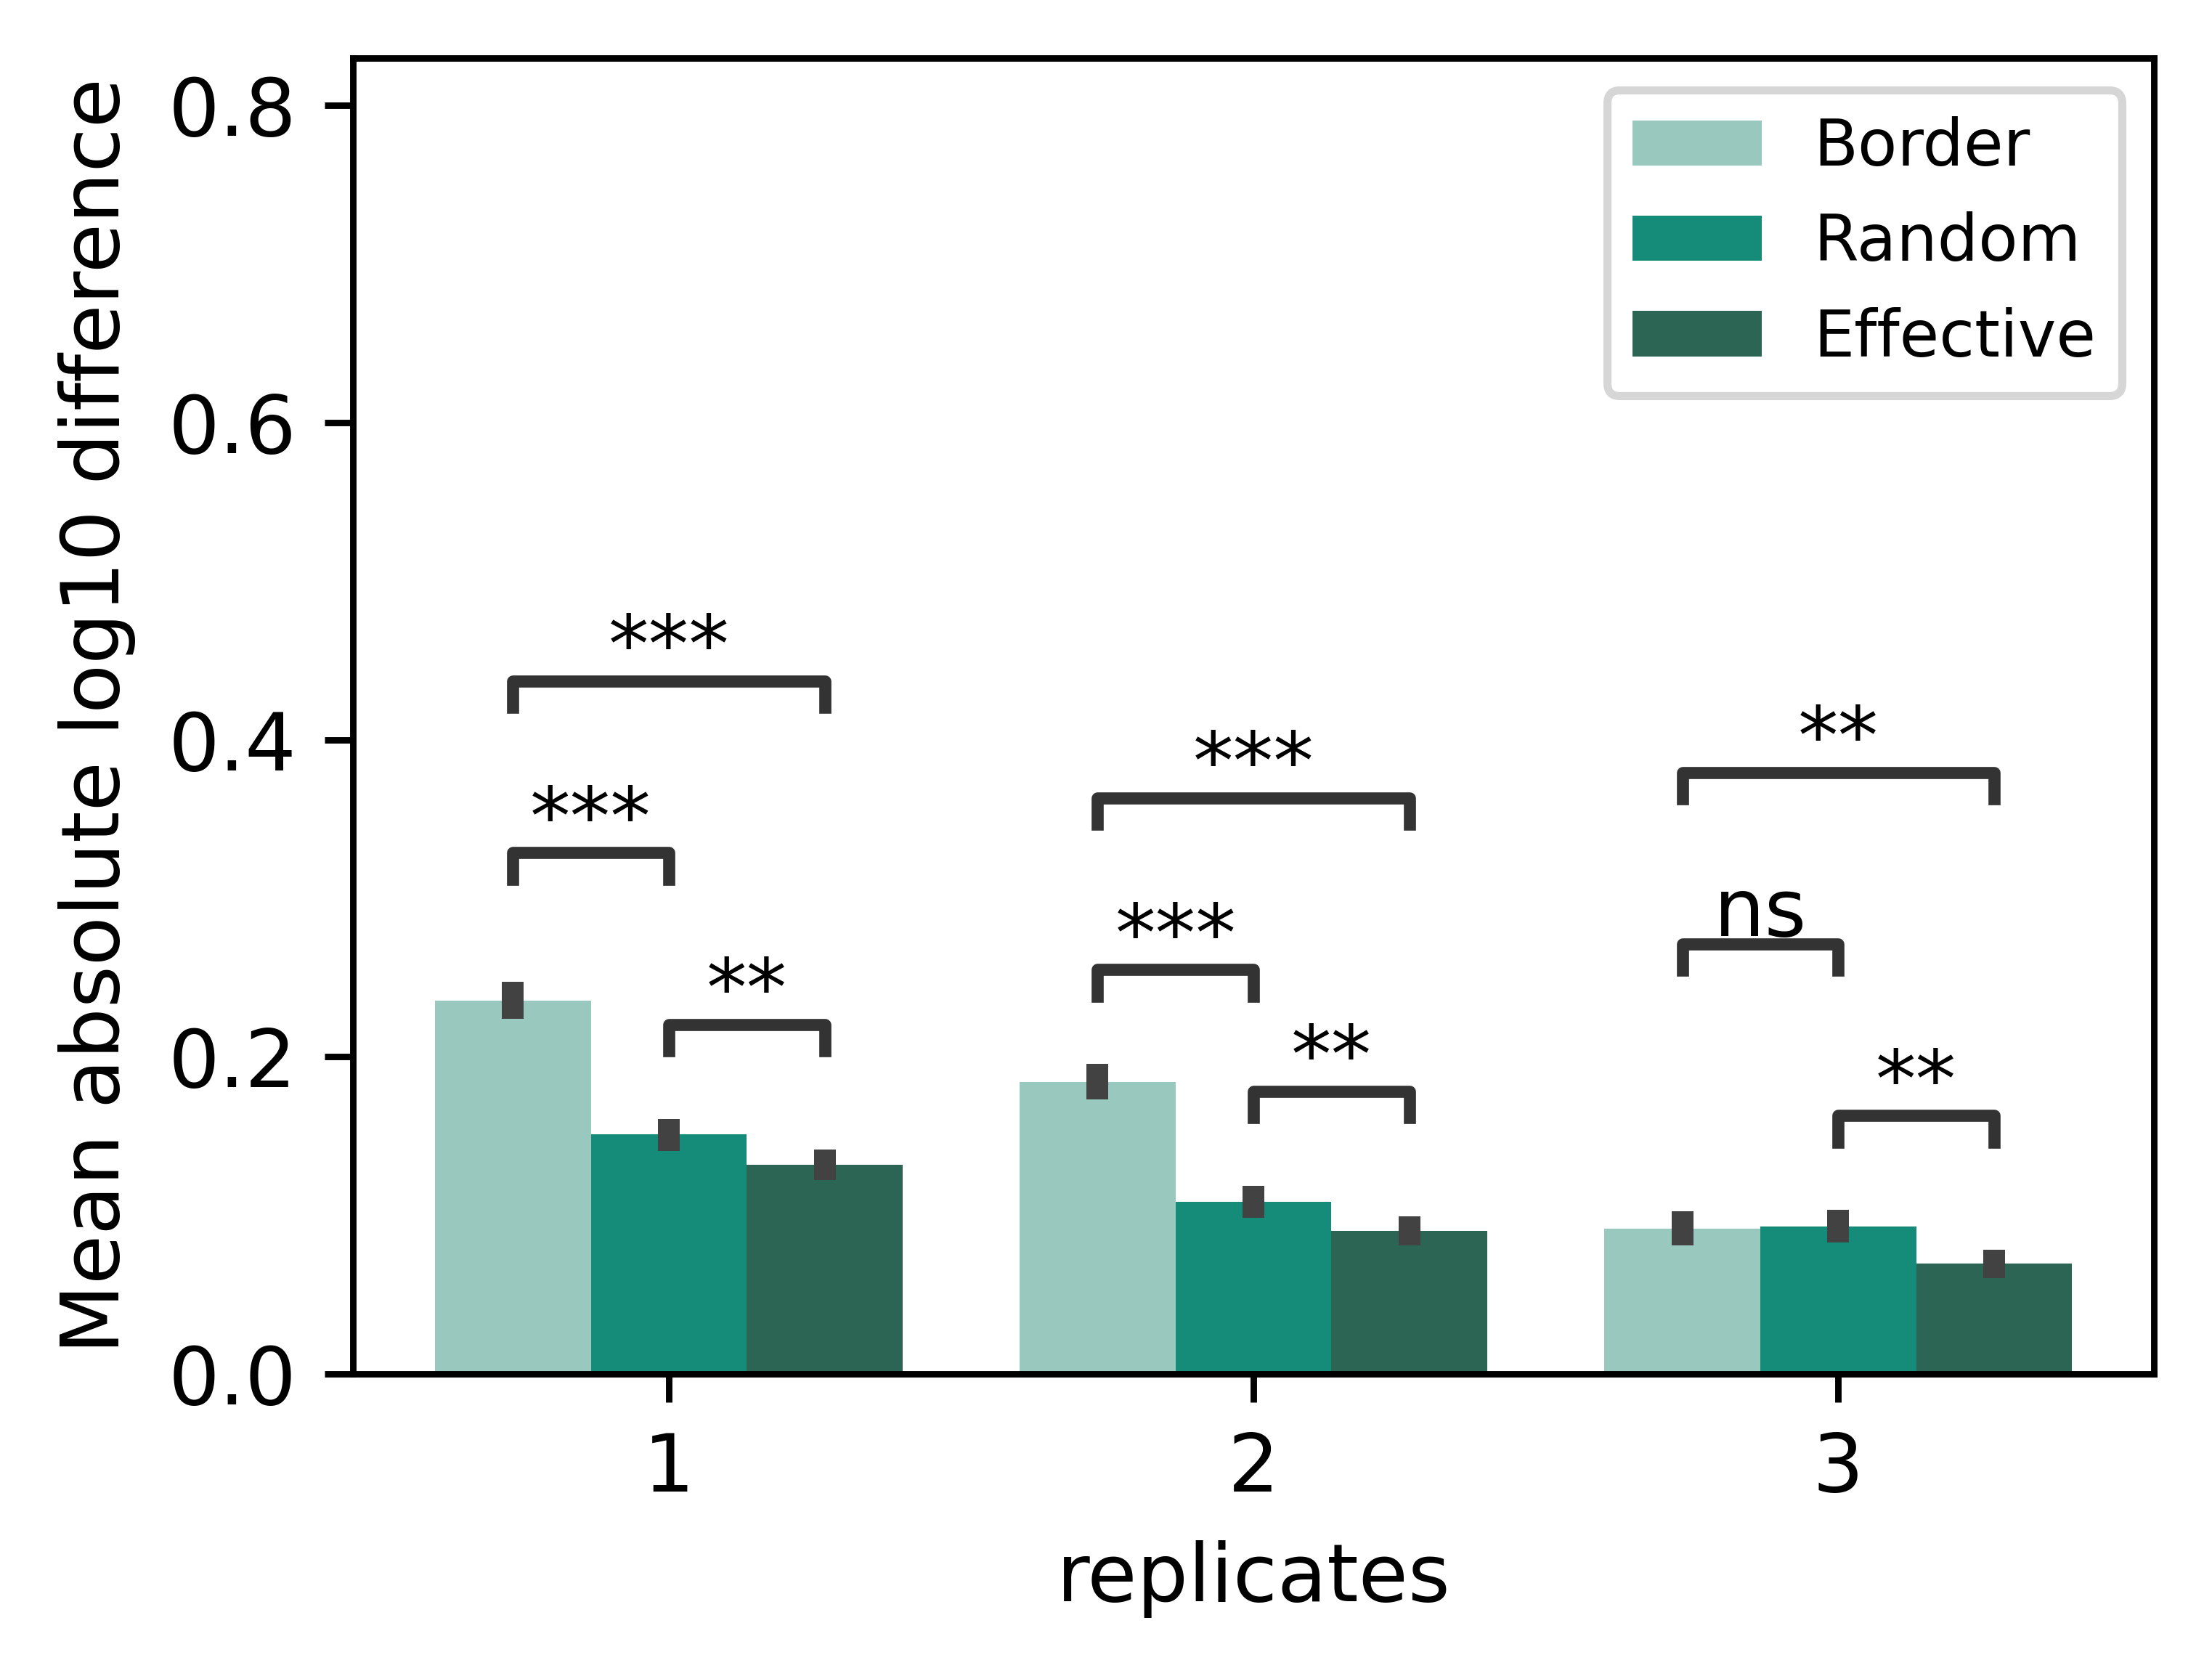 Mean absolute log10 difference
0.8
0.6
0.4
0.2
0.0
Border
Random
Effective
***
***
**
***
***
**
**
ns
**
1
2
3
replicates